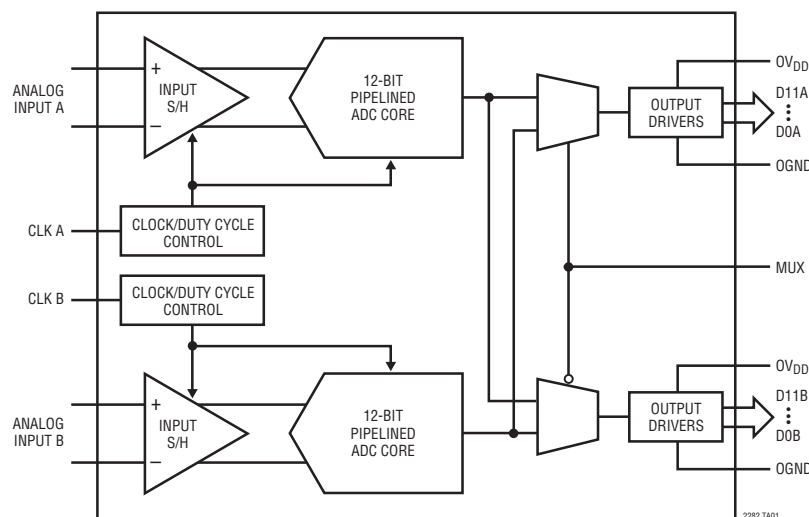 ANALOG
INPUT A
+
−
INPUT
S/H
12-BIT
PIPELINED
ADC CORE
OUTPUT
DRIVERS
OVDD
D11A
D0A
OGND
CLK A
CLOCK/DUTY CYCLE
CONTROL
MUX
CLK B
CLOCK/DUTY CYCLE
CONTROL
ANALOG
INPUT B
+
−
INPUT
S/H
12-BIT
PIPELINED
ADC CORE
OUTPUT
DRIVERS
OVDD
D11B
D0B
OGND
2282 TA01